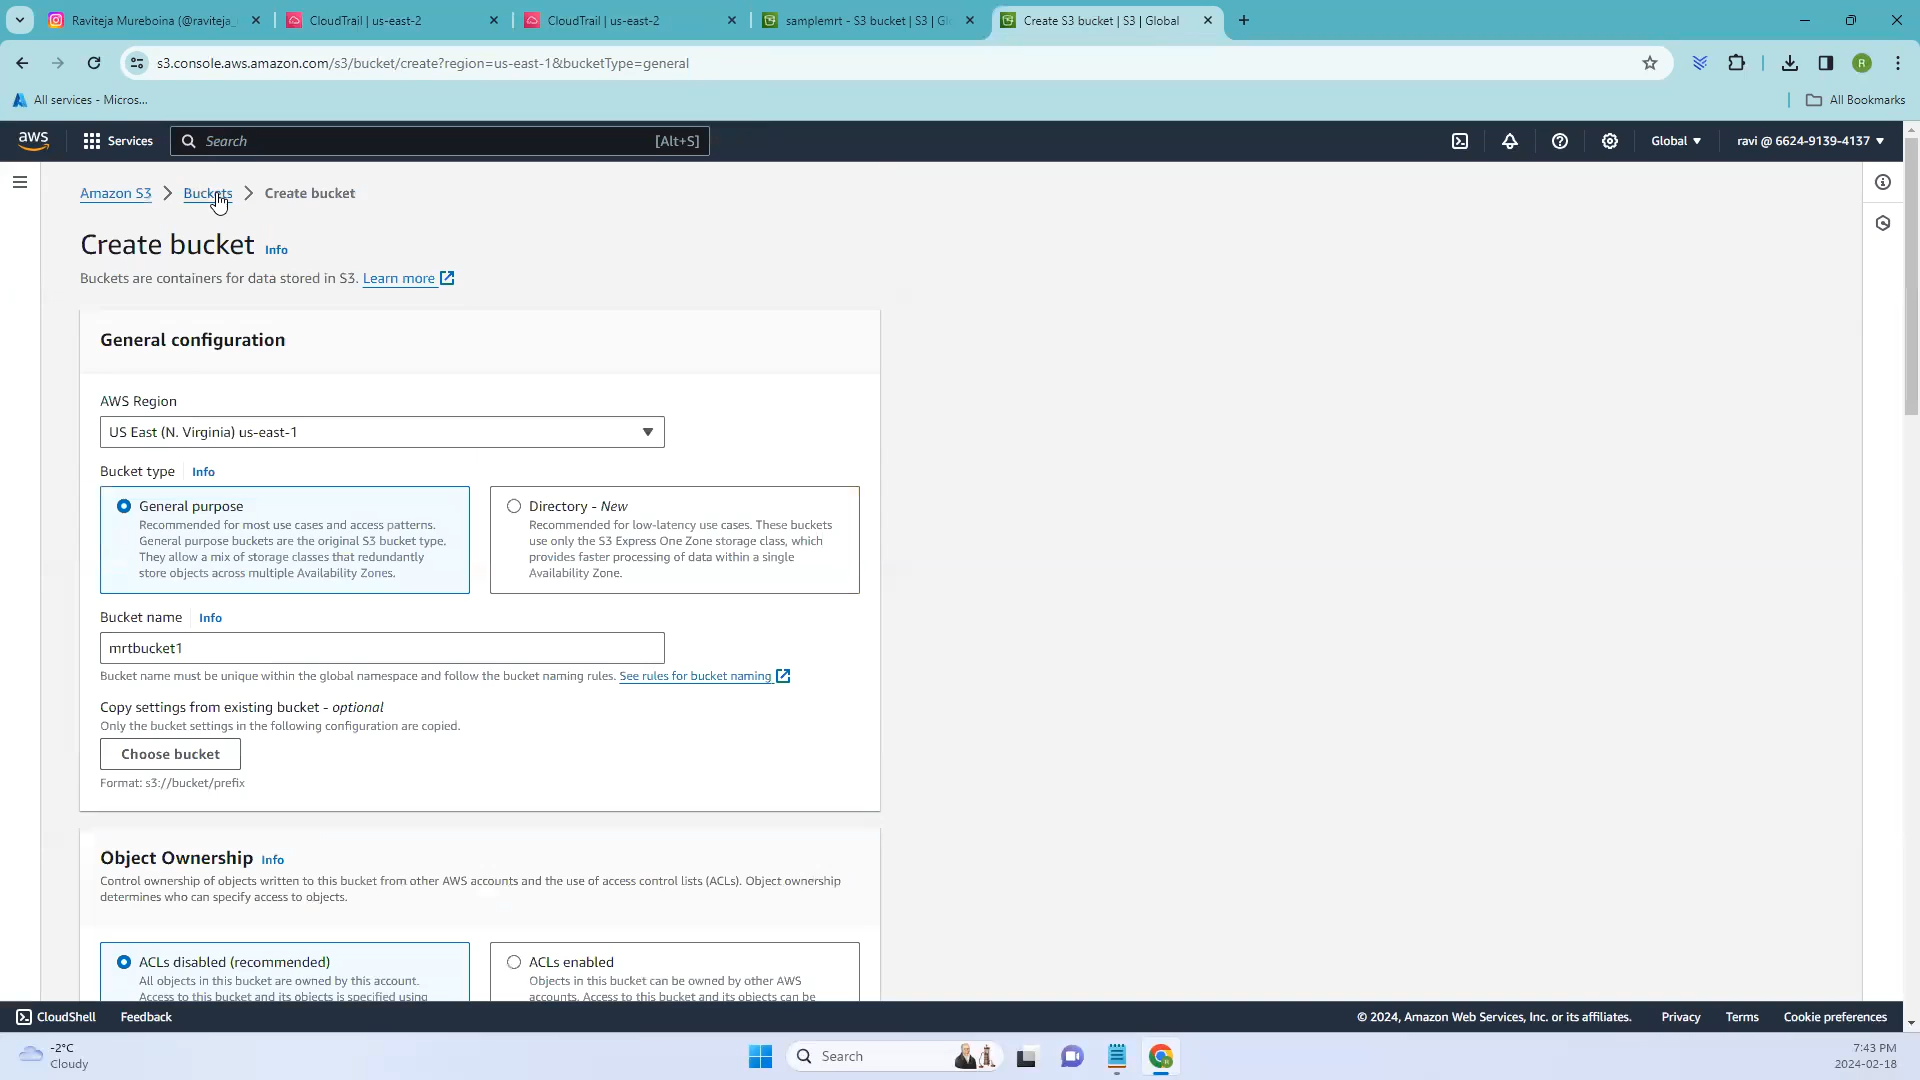 Raviteja Mureboina (@raviteja_
CloudTrail | us-east-2
CloudTrail | us-east-2
samplemrt - S3 bucket | S3 | Gl
Create S3 bucket | S3 | Global
s3.console.aws.amazon.com/s3/bucket/create?region=us-east-1&bucketType=general
R
All services - Micros...
All Bookmarks
aws
Services
Search
[Alt+S]
Global
ravi @ 6624-9139-4137
Amazon S3
Buckets
Create bucket
Create bucket
Info
Buckets are containers for data stored in S3. Learn more
General configuration
AWS Region
US East (N. Virginia) us-east-1
Bucket type
Info
General purpose
Recommended for most use cases and access patterns.
General purpose buckets are the original S3 bucket type.
They allow a mix of storage classes that redundantly
store objects across multiple Availability Zones.
Directory - New
Recommended for low-latency use cases. These buckets
use only the S3 Express One Zone storage class, which
provides faster processing of data within a single
Availability Zone.
Bucket name
Info
mrtbucket1
Bucket name must be unique within the global namespace and follow the bucket naming rules. See rules for bucket naming
Copy settings from existing bucket - optional
Only the bucket settings in the following configuration are copied.
Choose bucket
Format: s3://bucket/prefix
Object Ownership
Info
Control ownership of objects written to this bucket from other AWS accounts and the use of access control lists (ACLs). Object ownership
determines who can specify access to objects.
ACLs disabled (recommended)
All objects in this bucket are owned by this account.
Access to this bucket and its objects is specified using
ACLs enabled
Objects in this bucket can be owned by other AWS
accounts. Access to this bucket and its objects can be
CloudShell
Feedback
© 2024, Amazon Web Services, Inc. or its affiliates.
Privacy
Terms
Cookie preferences
-2°C
Cloudy
Search
7:43 PM
2024-02-18